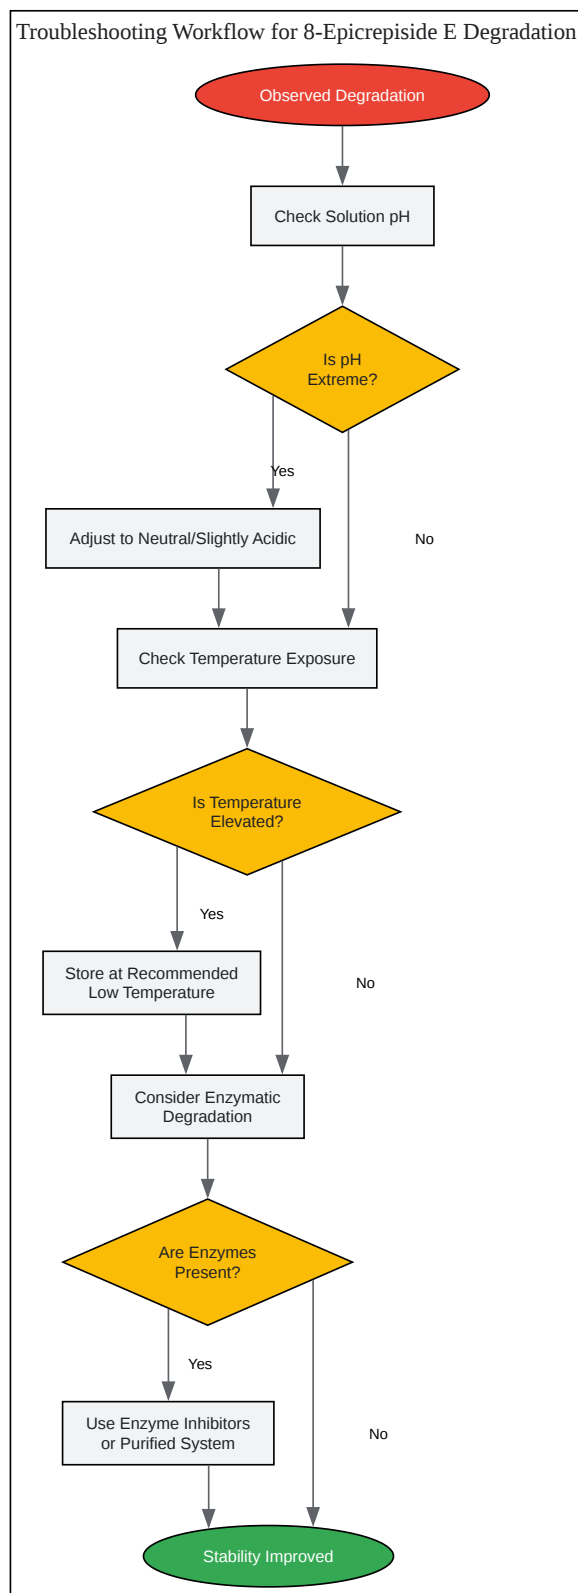 Troubleshooting Workflow for 8-Epicrepiside E Degradation
Observed Degradation
Check Solution pH
Is pH
Extreme?
Yes
Adjust to Neutral/Slightly Acidic
No
Check Temperature Exposure
Is Temperature
Elevated?
Yes
Store at Recommended
Low Temperature
No
Consider Enzymatic
Degradation
Are Enzymes
Present?
Yes
Use Enzyme Inhibitors
or Purified System
No
Stability Improved